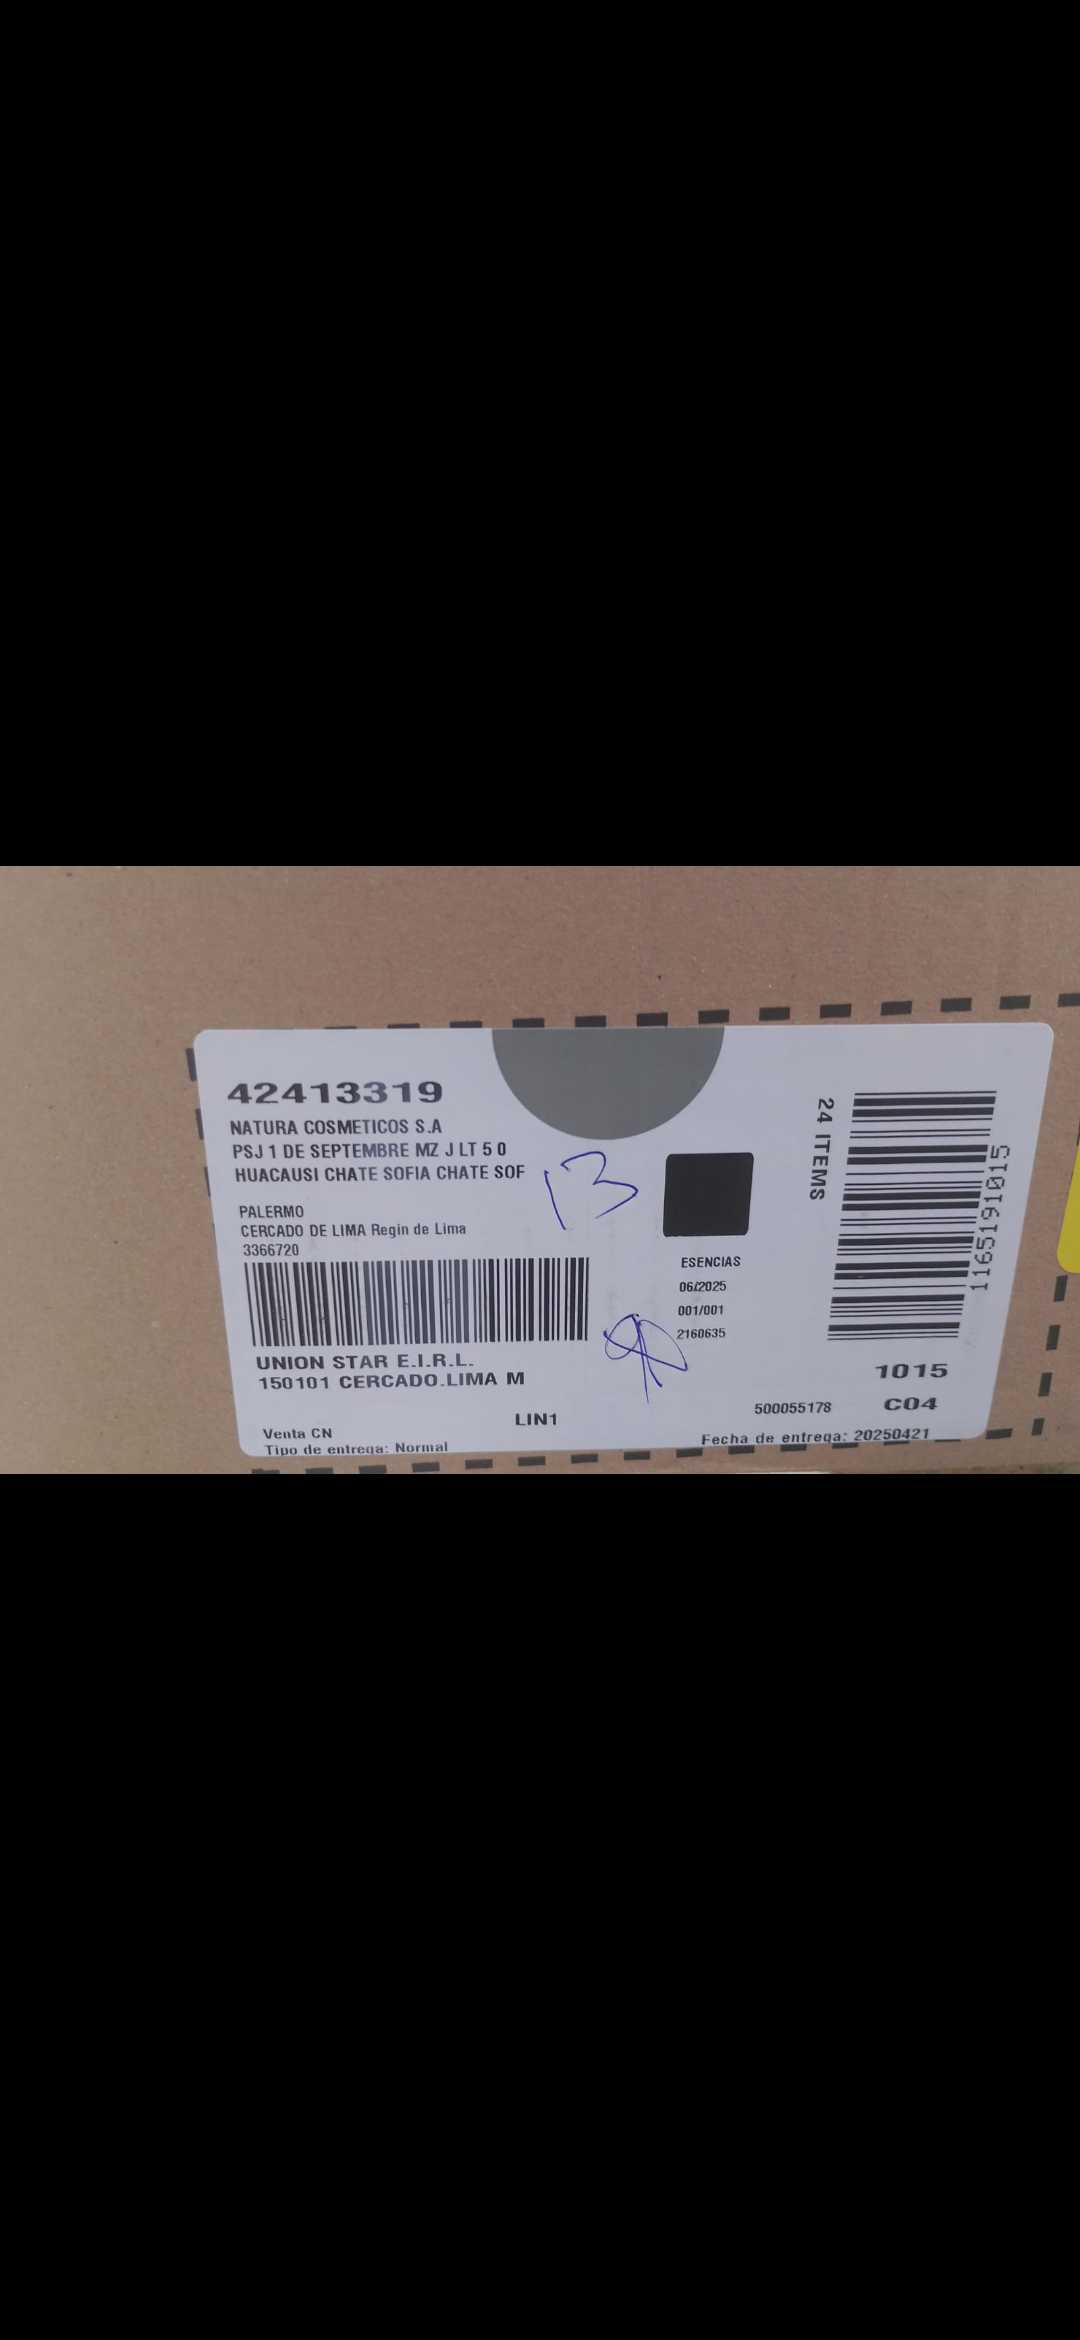 42413319
NATURA COSMETICOS S.A
PSJ 1 DE SEPTEMBRE MZ J LT 5 0
HUACAUSI CHATE SOFIA CHATE SOF
13
PALERMO
CERCADO DE LIMA Regin de Lima
3366720
UNION STAR E.I.R.L.
150101 CERCADO.LIMA M
LIN1
Venta CN
Tipo de entrega: Normal
ESENCIAS
06/2025
001/001
2160635
24 ITEMS
1165191015
1015
500055178 C04
Fecha de entrega: 20250421